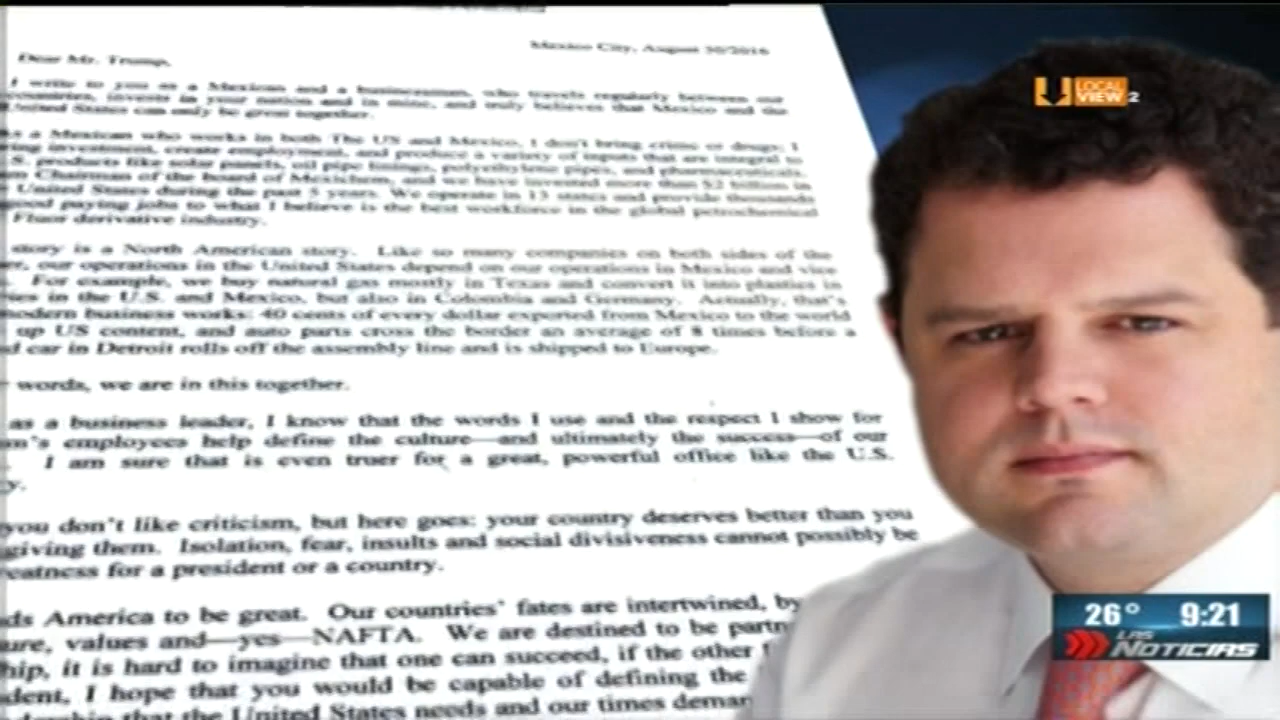 Mexico City, August 30/2016
Dear Mr. Trump,
I write to you as a Mexican and a businessman, who travels regularly between our
countries, invests in your nation and in mine, and truly believes that Mexico and the
United States can only be great together.
As a Mexican who works in both The US and Mexico, I don't bring crime or drugs; I
ring investment, create employment, and produce a variety of inputs that are integral to
S. products like solar panels, oil pipe linings, polyethylene pipes, and pharmaceuticals.
m Chairman of the board of Mexichem, and we have invested more than $2 billion in
United States during the past 5 years. We operate in 13 states and provide thousands
good paying jobs to what I believe is the best workforce in the global petrochemical
Fluor derivative industry.
story is a North American story. Like so many companies on both sides of the
er, our operations in the United States depend on our operations in Mexico and vice
. For example, we buy natural gas mostly in Texas and convert it into plastics in
ries in the U.S. and Mexico, but also in Colombia and Germany. Actually, that's
modern business works: 40 cents of every dollar exported from Mexico to the world
up US content, and auto parts cross the border an average of 8 times before a
d car in Detroit rolls off the assembly line and is shipped to Europe.
r words, we are in this together.
as a business leader, I know that the words I use and the respect I show for
m's employees help define the culture—and ultimately the success—of our
. I am sure that is even truer for a great, powerful office like the U.S.
y.
you don't like criticism, but here goes: your country deserves better than you
giving them. Isolation, fear, insults and social divisiveness cannot possibly be
reatness for a president or a country.
ds America to be great. Our countries' fates are intertwined, by
ure, values and—yes—NAFTA. We are destined to be partn
hip, it is hard to imagine that one can succeed, if the other
dent, I hope that you would be capable of defining the
dership that the United States needs and our times deman
LOCAL
VIEW 2
26° 9:21
LAS
NOTICIAS